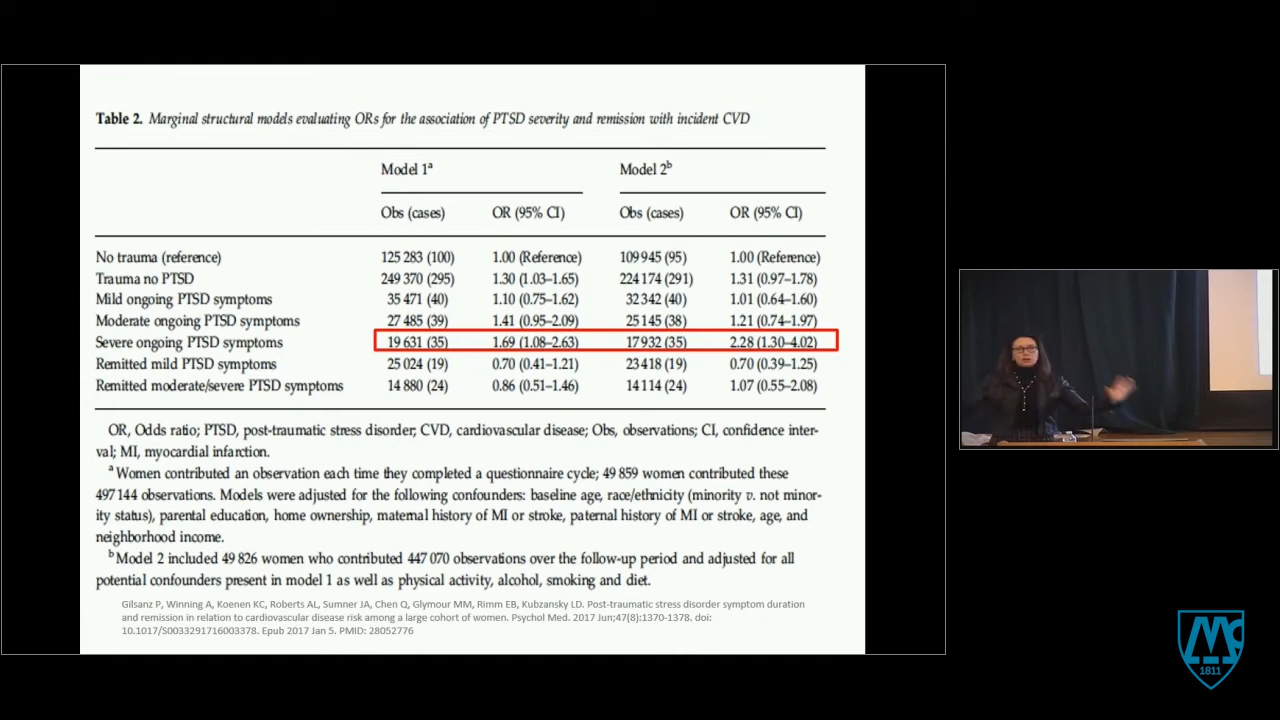 Table 2. Marginal structural models evaluating ORs for the association of PTSD severity and remission with incident CVD
Model 1a Model 2b
Obs (cases) OR (95% CI) Obs (cases) OR (95% CI)
No trauma (reference) 125 283 (100) 1.00 (Reference) 109 945 (95) 1.00 (Reference)
Trauma no PTSD 249 370 (295) 1.30 (1.03–1.65) 224 174 (291) 1.31 (0.97–1.78)
Mild ongoing PTSD symptoms 35 471 (40) 1.10 (0.75–1.62) 32 342 (40) 1.01 (0.64–1.60)
Moderate ongoing PTSD symptoms 27 485 (39) 1.41 (0.95–2.09) 25 145 (38) 1.21 (0.74–1.97)
Severe ongoing PTSD symptoms 19 631 (35) 1.69 (1.08–2.63) 17 932 (35) 2.28 (1.30–4.02)
Remitted mild PTSD symptoms 25 024 (19) 0.70 (0.41–1.21) 23 418 (19) 0.70 (0.39–1.25)
Remitted moderate/severe PTSD symptoms 14 880 (24) 0.86 (0.51–1.46) 14 114 (24) 1.07 (0.55–2.08)
OR, Odds ratio; PTSD, post-traumatic stress disorder; CVD, cardiovascular disease; Obs, observations; CI, confidence inter-
val; MI, myocardial infarction.
a Women contributed an observation each time they completed a questionnaire cycle; 49 859 women contributed these
497 144 observations. Models were adjusted for the following confounders: baseline age, race/ethnicity (minority v. not minor-
ity status), parental education, home ownership, maternal history of MI or stroke, paternal history of MI or stroke, age, and
neighborhood income.
b Model 2 included 49 826 women who contributed 447 070 observations over the follow-up period and adjusted for all
potential confounders present in model 1 as well as physical activity, alcohol, smoking and diet.
Gilsanz P, Winning A, Koenen KC, Roberts AL, Sumner JA, Chen Q, Glymour MM, Rimm EB, Kubzansky LD. Post-traumatic stress disorder symptom duration
and remission in relation to cardiovascular disease risk among a large cohort of women. Psychol Med. 2017 Jun;47(8):1370-1378. doi:
10.1017/S0033291716003378. Epub 2017 Jan 5. PMID: 28052776
1811